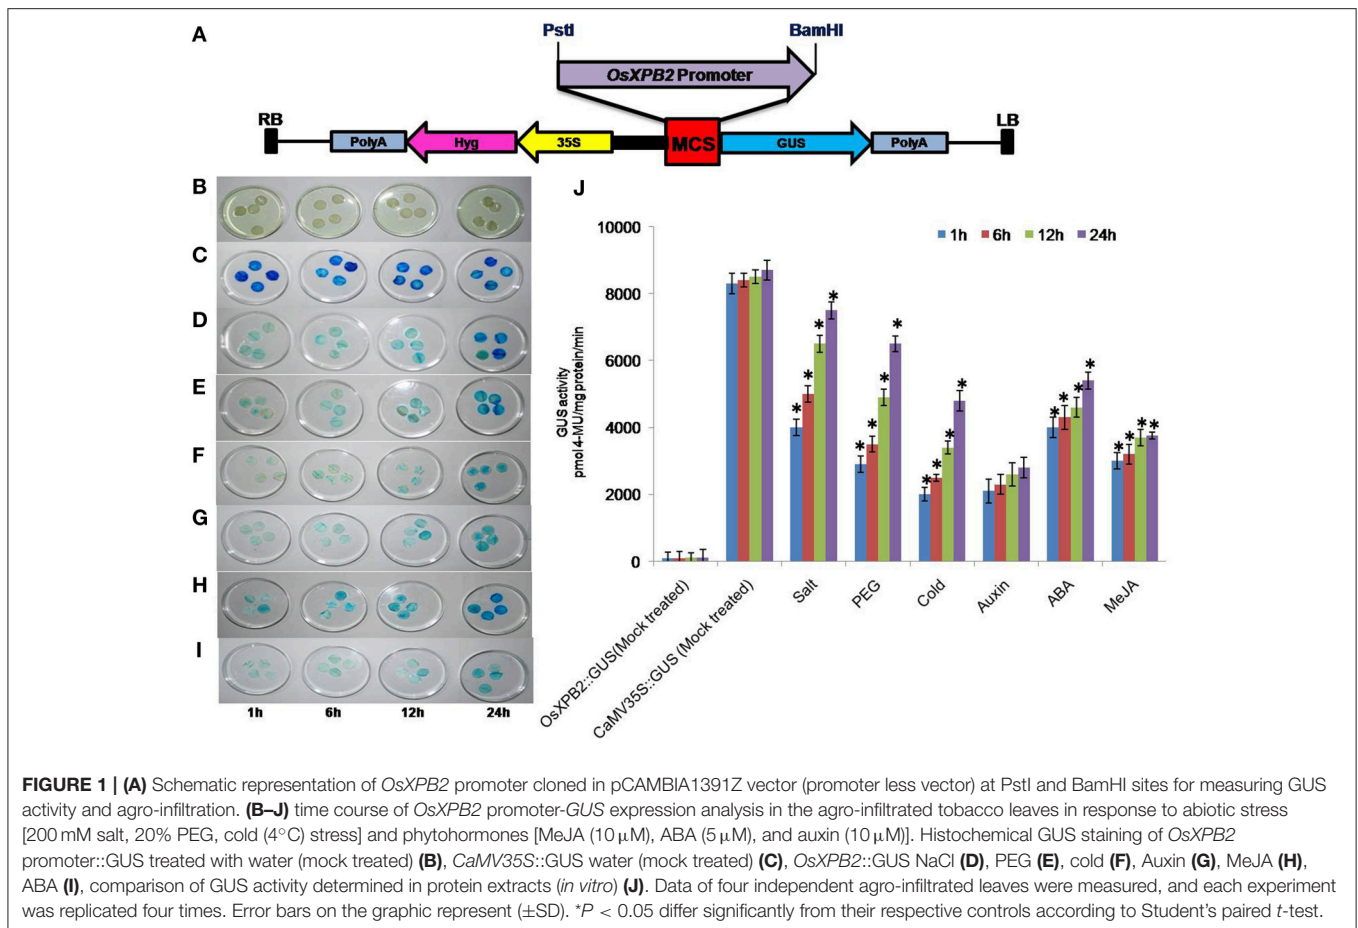 A
PstI
BamHI
OsXPB2 Promoter
RB
LB
PolyA
Hyg
35S
MCS
GUS
PolyA
B
C
D
E
F
G
H
I
1h
6h
12h
24h
J
1h
6h
12h
24h
10000
8000
6000
4000
2000
0
GUS activity
pmol 4-MU/mg protein/min
* * * *
* * * *
* * * *
* * * *
* * * *
OsXPB2::GUS(Mock treated)
CaMV35S::GUS (Mock treated)
Salt
PEG
Cold
Auxin
ABA
MeJA
FIGURE 1 | (A) Schematic representation of OsXPB2 promoter cloned in pCAMBIA1391Z vector (promoter less vector) at PstI and BamHI sites for measuring GUS
activity and agro-infiltration. (B–J) time course of OsXPB2 promoter-GUS expression analysis in the agro-infiltrated tobacco leaves in response to abiotic stress
[200 mM salt, 20% PEG, cold (4°C) stress] and phytohormones [MeJA (10 μM), ABA (5 μM), and auxin (10 μM)]. Histochemical GUS staining of OsXPB2
promoter::GUS treated with water (mock treated) (B), CaMV35S::GUS water (mock treated) (C), OsXPB2::GUS NaCl (D), PEG (E), cold (F), Auxin (G), MeJA (H),
ABA (I), comparison of GUS activity determined in protein extracts (in vitro) (J). Data of four independent agro-infiltrated leaves were measured, and each experiment
was replicated four times. Error bars on the graphic represent (±SD). *P < 0.05 differ significantly from their respective controls according to Student's paired t-test.